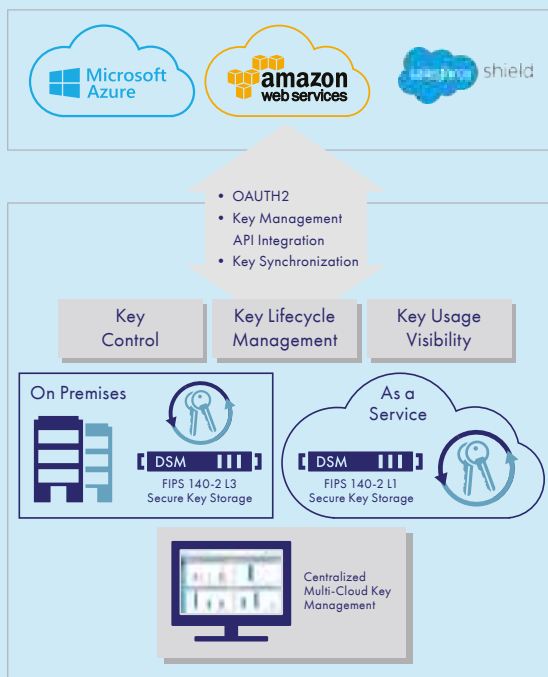 Microsoft
Azure
amazon
web services
salesforce
shield
• OAUTH2
• Key Management
API Integration
• Key Synchronization
Key
Control
Key Lifecycle
Management
Key Usage
Visibility
On Premises
DSM
FIPS 140-2 L3
Secure Key Storage
As a
Service
DSM
FIPS 140-2 L1
Secure Key Storage
Centralized
Multi-Cloud Key
Management